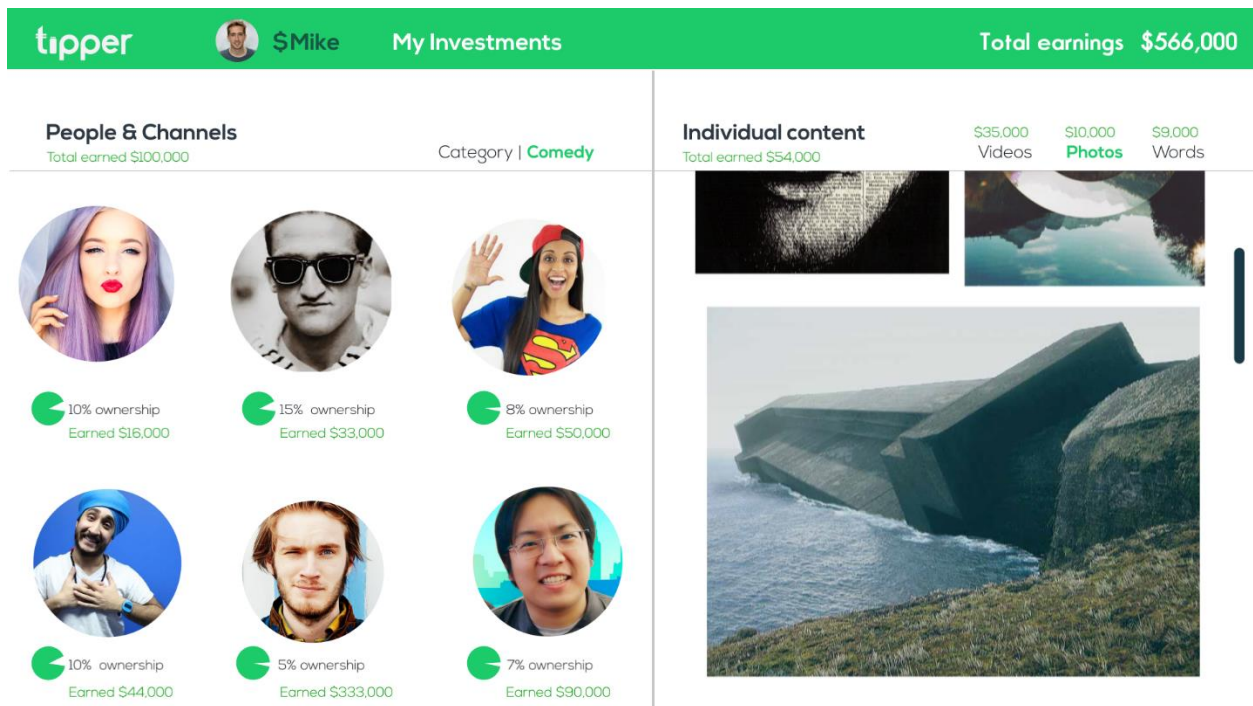 tipper
$Mike
My Investments
Total earnings $566,000
People & Channels
Total earned $100,000
Category | Comedy
10% ownership
Earned $16,000
15% ownership
Earned $33,000
8% ownership
Earned $50,000
10% ownership
Earned $44,000
5% ownership
Earned $333,000
7% ownership
Earned $90,000
Individual content
Total earned $54,000
$35,000
Videos
$10,000
Photos
$9,000
Words